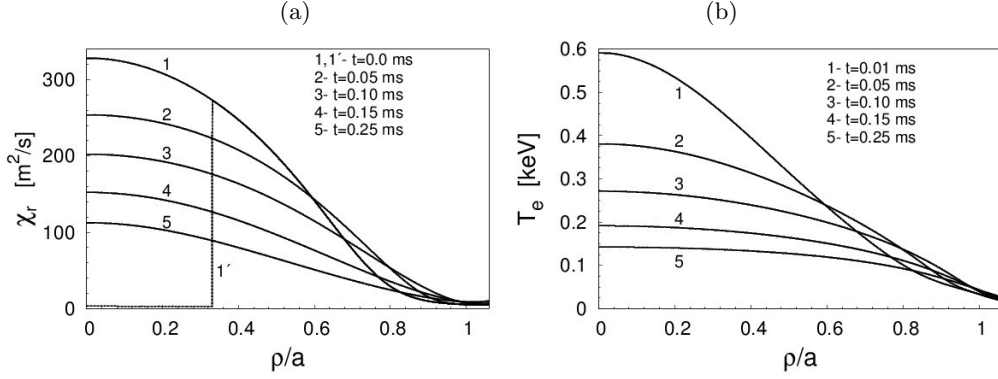 (a)
χ_r [m²/s]
300
200
100
0
1
2
3
4
5
1´
1,1´- t=0.0 ms
2- t=0.05 ms
3- t=0.10 ms
4- t=0.15 ms
5- t=0.25 ms
0 0.2 0.4 0.6 0.8 1
ρ/a
(b)
T_e [keV]
0.6
0.5
0.4
0.3
0.2
0.1
0
1
2
3
4
5
1- t=0.01 ms
2- t=0.05 ms
3- t=0.10 ms
4- t=0.15 ms
5- t=0.25 ms
0 0.2 0.4 0.6 0.8 1
ρ/a